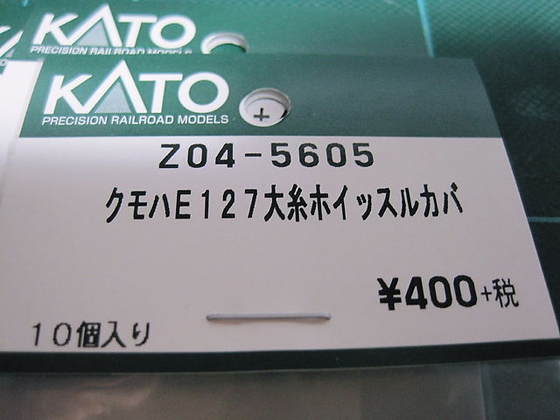 KATO
PRECISION RAILROAD MODELS
KATO
PRECISION RAILROAD MODELS
Z04-5605
クモハE127大糸ホイッスルカバ
¥400+税
10個入り